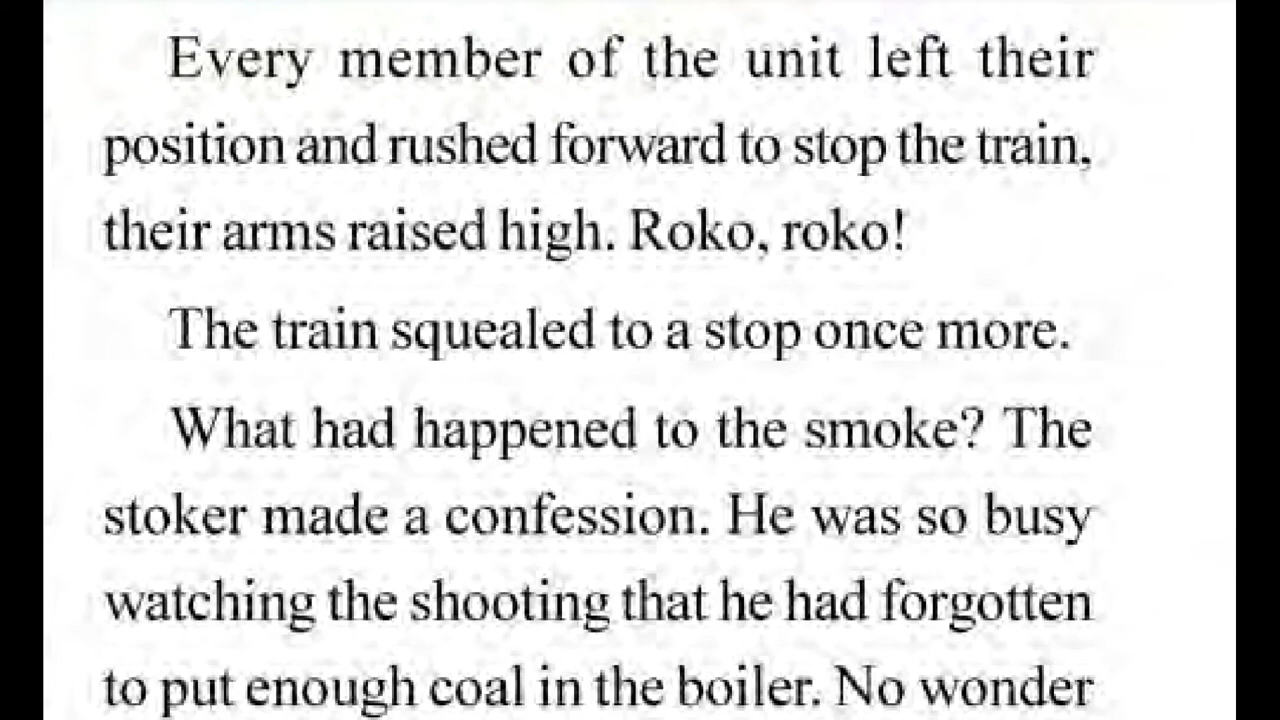 Every member of the unit left their
position and rushed forward to stop the train,
their arms raised high. Roko, roko!
The train squealed to a stop once more.
What had happened to the smoke? The
stoker made a confession. He was so busy
watching the shooting that he had forgotten
to put enough coal in the boiler. No wonder